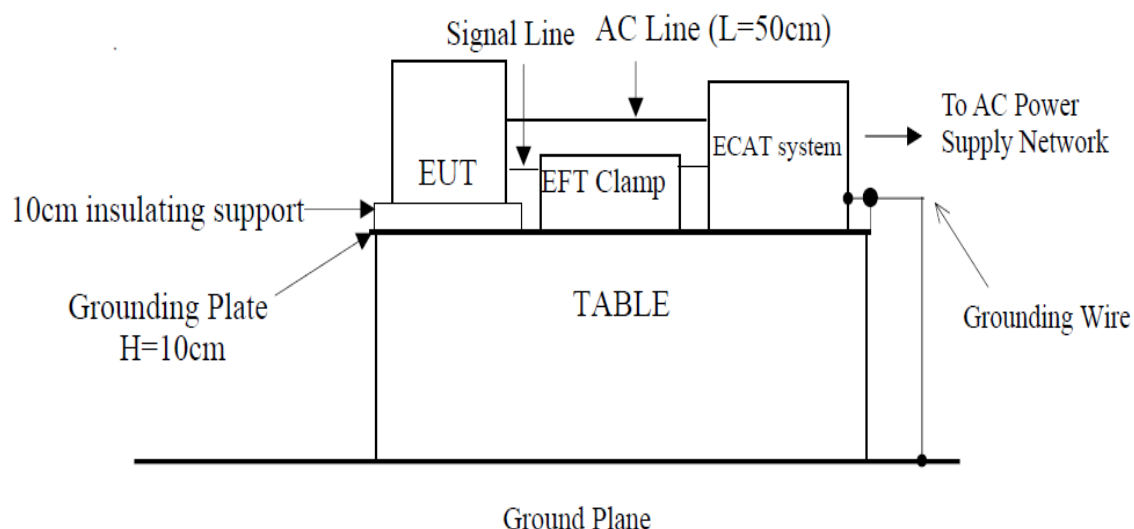 Signal Line
AC Line (L=50cm)
To AC Power
Supply Network
ECAT system
EUT
EFT Clamp
10cm insulating support
Grounding Plate
H=10cm
TABLE
Grounding Wire
Ground Plane